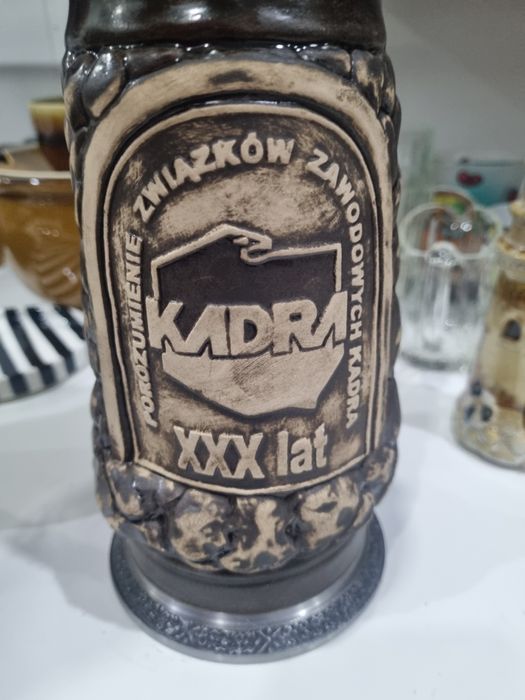 POROZUMIENIE ZWIĄZKÓW ZAWODOWYCH KADRA
KADRA
XXX lat